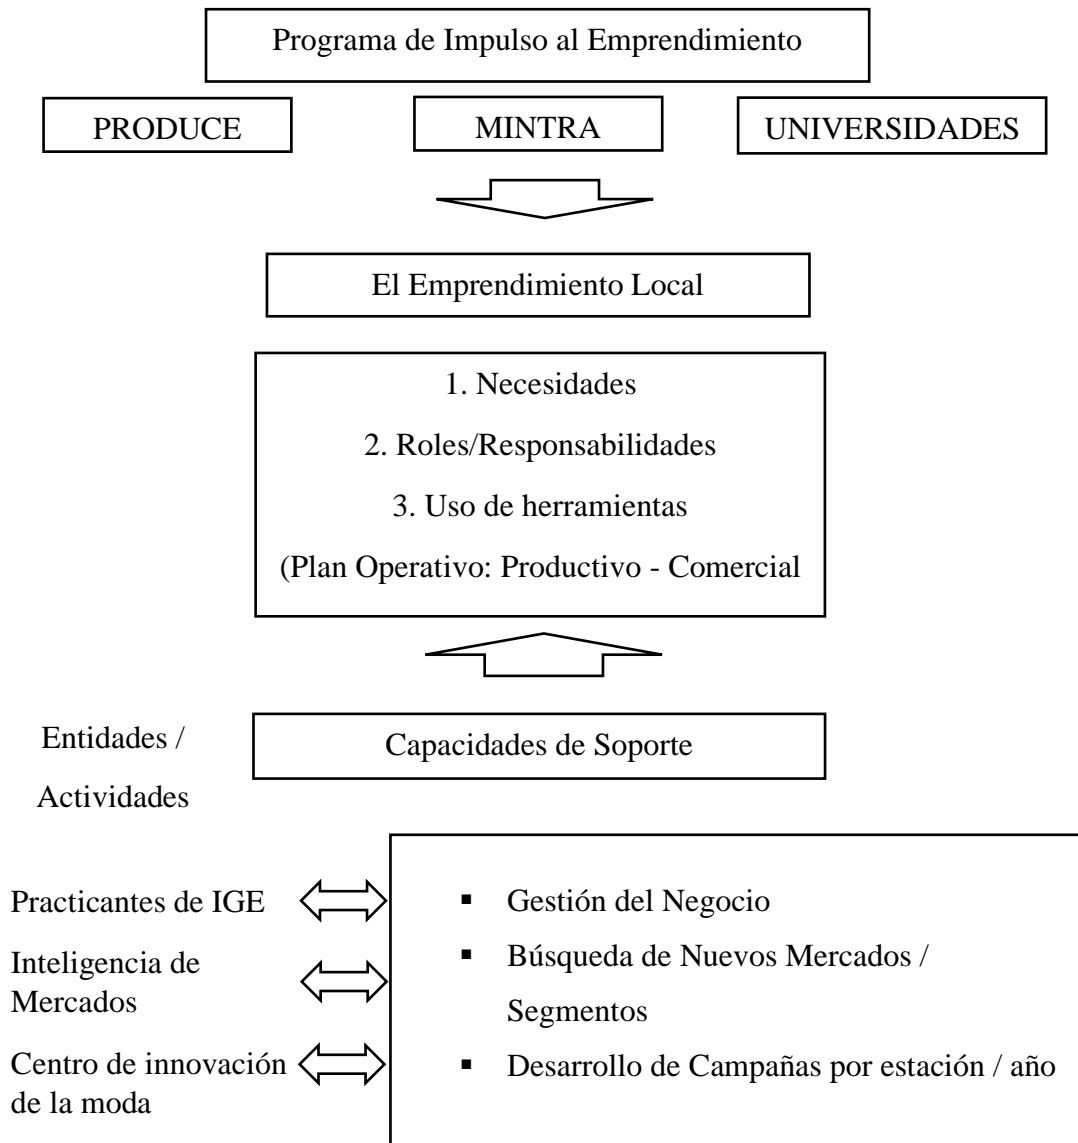 Programa de Impulso al Emprendimiento
PRODUCE
MINTRA
UNIVERSIDADES
El Emprendimiento Local
1. Necesidades
2. Roles/Responsabilidades
3. Uso de herramientas
(Plan Operativo: Productivo - Comercial
Entidades /
Actividades
Capacidades de Soporte
Practicantes de IGE
Inteligencia de
Mercados
Centro de innovación
de la moda
▪ Gestión del Negocio
▪ Búsqueda de Nuevos Mercados /
Segmentos
▪ Desarrollo de Campañas por estación / año